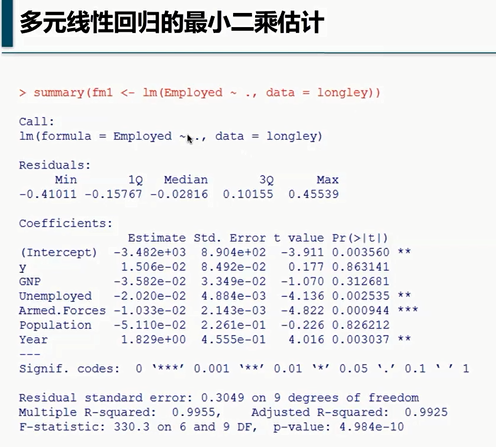 多元线性回归的最小二乘估计
> summary(fm1 <- lm(Employed ~ ., data = longley))
Call:
lm(formula = Employed ~ ., data = longley)
Residuals:
Min 1Q Median 3Q Max
-0.41011 -0.15767 -0.02816 0.10155 0.45539
Coefficients:
Estimate Std. Error t value Pr(>|t|)
(Intercept) -3.482e+03 8.904e+02 -3.911 0.003560 **
y 1.506e-02 8.492e-02 0.177 0.863141
GNP -3.582e-02 3.349e-02 -1.070 0.312681
Unemployed -2.020e-02 4.884e-03 -4.136 0.002535 **
Armed.Forces -1.033e-02 2.143e-03 -4.822 0.000944 ***
Population -5.110e-02 2.261e-01 -0.226 0.826212
Year 1.829e+00 4.555e-01 4.016 0.003037 **
---
Signif. codes: 0 ‘***’ 0.001 ‘**’ 0.01 ‘*’ 0.05 ‘.’ 0.1 ‘ ’ 1
Residual standard error: 0.3049 on 9 degrees of freedom
Multiple R-squared: 0.9955, Adjusted R-squared: 0.9925
F-statistic: 330.3 on 6 and 9 DF, p-value: 4.984e-10